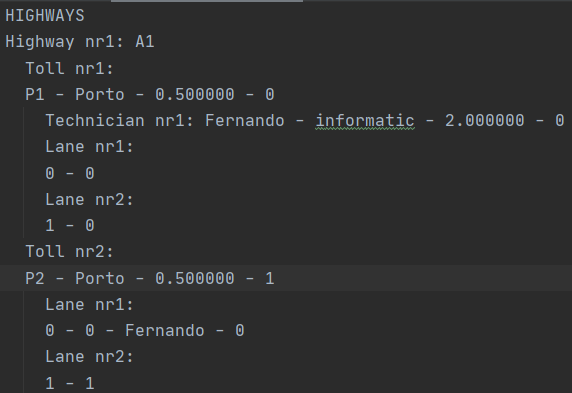 HIGHWAYS
Highway nr1: A1
Toll nr1:
P1 - Porto - 0.500000 - 0
Technician nr1: Fernando - informatic - 2.000000 - 0
Lane nr1:
0 - 0
Lane nr2:
1 - 0
Toll nr2:
P2 - Porto - 0.500000 - 1
Lane nr1:
0 - 0 - Fernando - 0
Lane nr2:
1 - 1